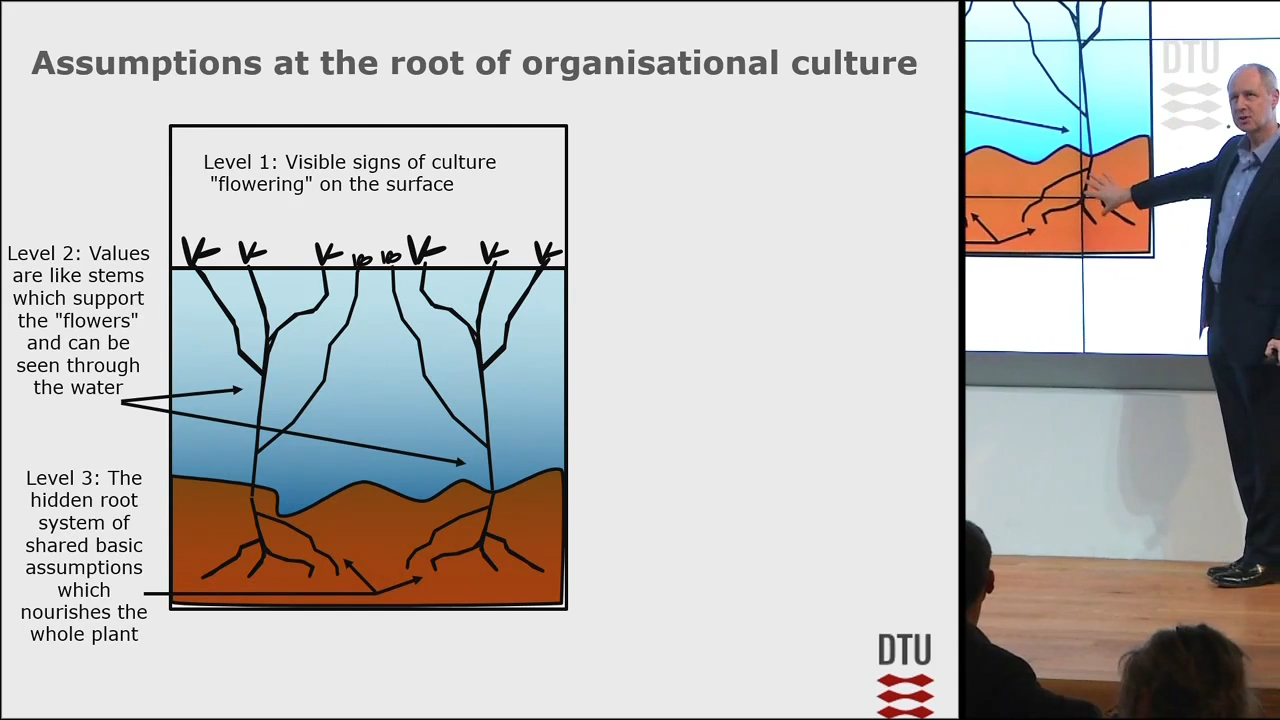 Assumptions at the root of organisational culture
Level 1: Visible signs of culture
"flowering" on the surface
Level 2: Values
are like stems
which support
the "flowers"
and can be
seen through
the water
Level 3: The
hidden root
system of
shared basic
assumptions
which
nourishes the
whole plant
DTU
DTU